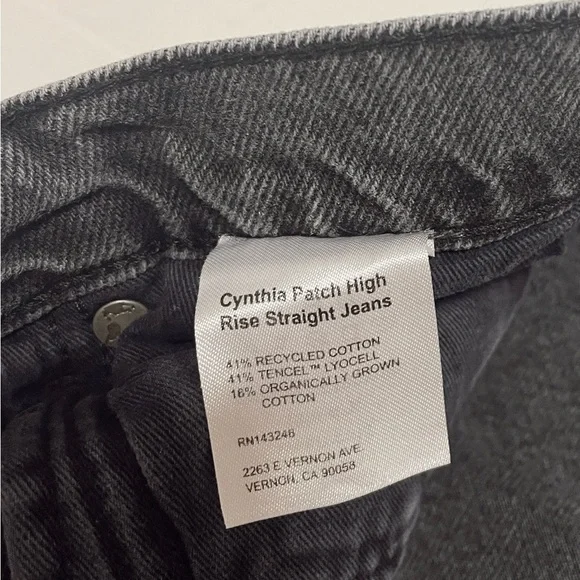 Cynthia Patch High
Rise Straight Jeans
41% RECYCLED COTTON
41% TENCEL™ LYOCELL
16% ORGANICALLY GROWN
COTTON
RN143246
2263 E VERNON AVE.
VERNON, CA 90058